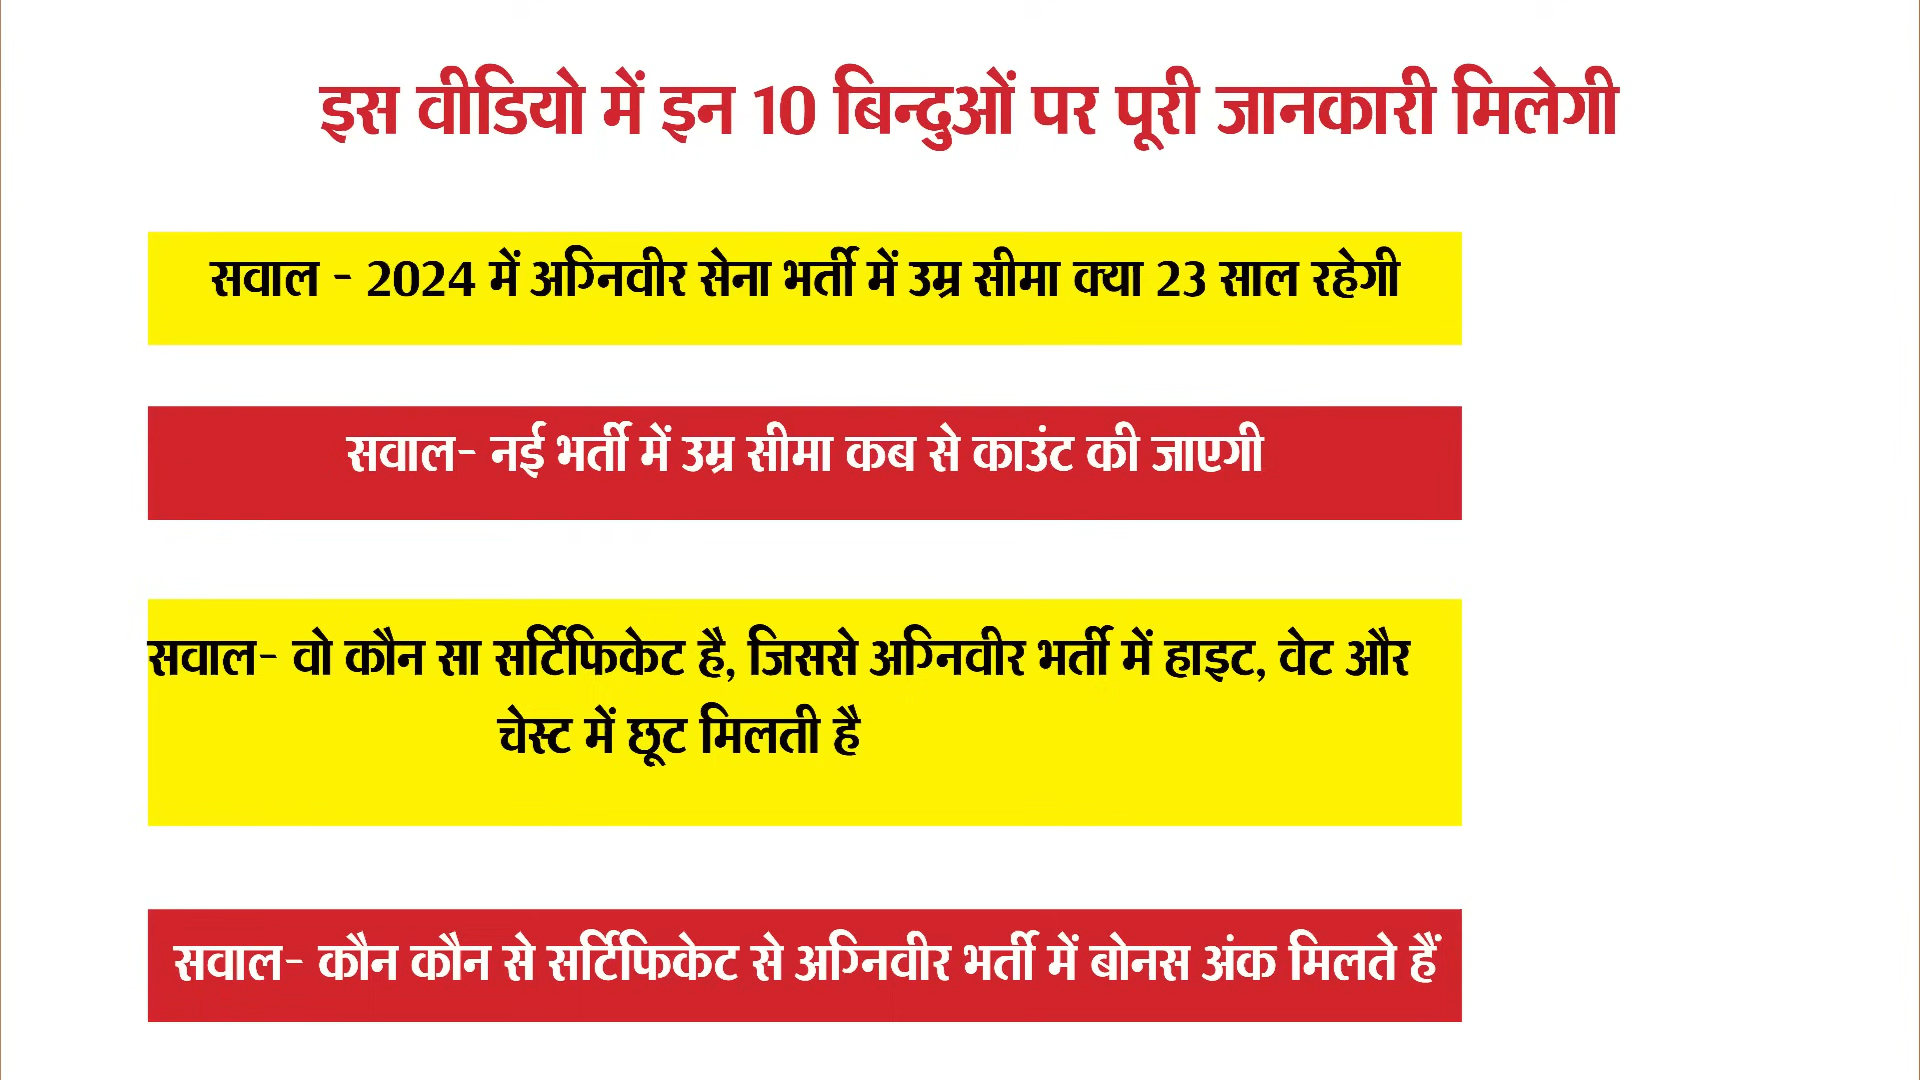 इस वीडियो में इन 10 बिन्दुओं पर पूरी जानकारी मिलेगी
सवाल - 2024 में अग्निवीर सेना भर्ती में उम्र सीमा क्या 23 साल रहेगी
सवाल- नई भर्ती में उम्र सीमा कब से काउंट की जाएगी
सवाल- वो कौन सा सर्टिफिकेट है, जिससे अग्निवीर भर्ती में हाइट, वेट और
चेस्ट में छूट मिलती है
सवाल- कौन कौन से सर्टिफिकेट से अग्निवीर भर्ती में बोनस अंक मिलते हैं